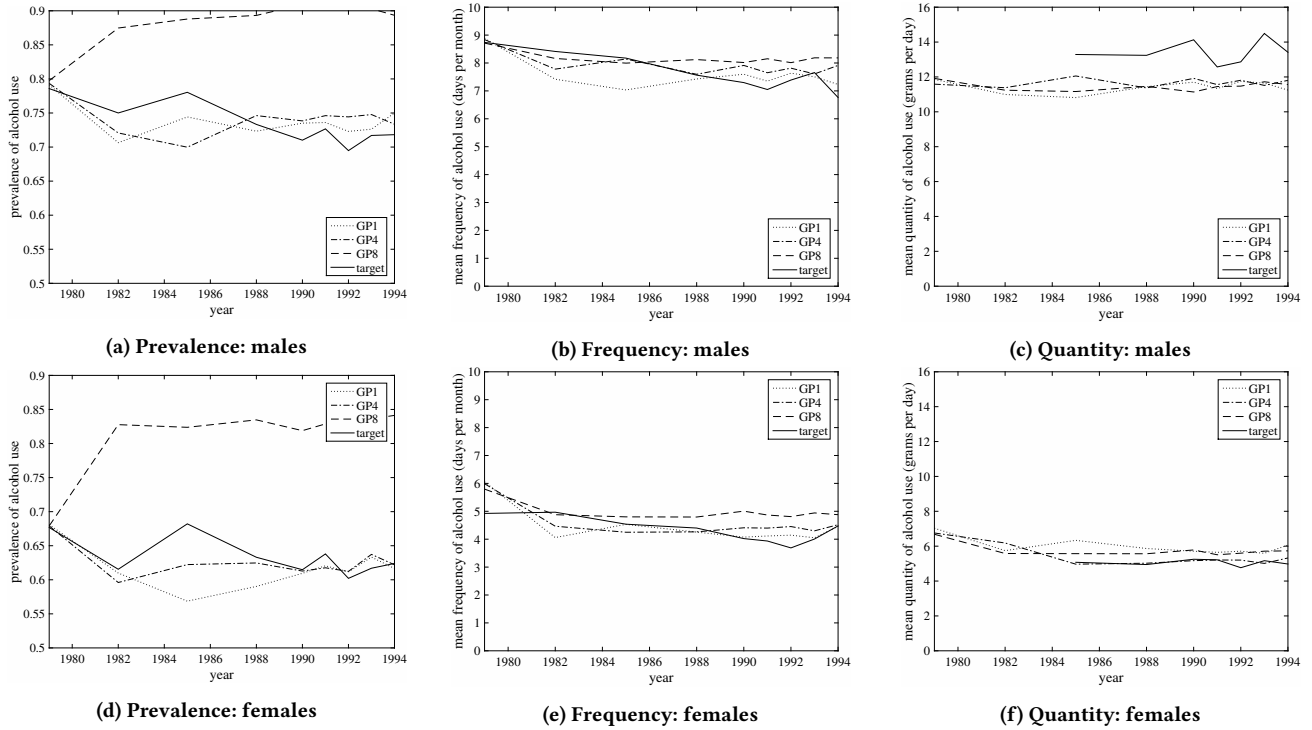 0.9
0.85
0.8
0.75
0.7
0.65
0.6
0.55
0.5
prevalence of alcohol use
1980 1982 1984 1986 1988 1990 1992 1994
year
GP1
GP4
GP8
target
(a) Prevalence: males
10
9
8
7
6
5
4
3
2
1
0
mean frequency of alcohol use (days per month)
1980 1982 1984 1986 1988 1990 1992 1994
year
GP1
GP4
GP8
target
(b) Frequency: males
16
14
12
10
8
6
4
2
0
mean quantity of alcohol use (grams per day)
1980 1982 1984 1986 1988 1990 1992 1994
year
GP1
GP4
GP8
target
(c) Quantity: males
0.9
0.85
0.8
0.75
0.7
0.65
0.6
0.55
0.5
prevalence of alcohol use
1980 1982 1984 1986 1988 1990 1992 1994
year
GP1
GP4
GP8
target
(d) Prevalence: females
10
9
8
7
6
5
4
3
2
1
0
mean frequency of alcohol use (days per month)
1980 1982 1984 1986 1988 1990 1992 1994
year
GP1
GP4
GP8
target
(e) Frequency: females
16
14
12
10
8
6
4
2
0
mean quantity of alcohol use (grams per day)
1980 1982 1984 1986 1988 1990 1992 1994
year
GP1
GP4
GP8
target
(f) Quantity: females